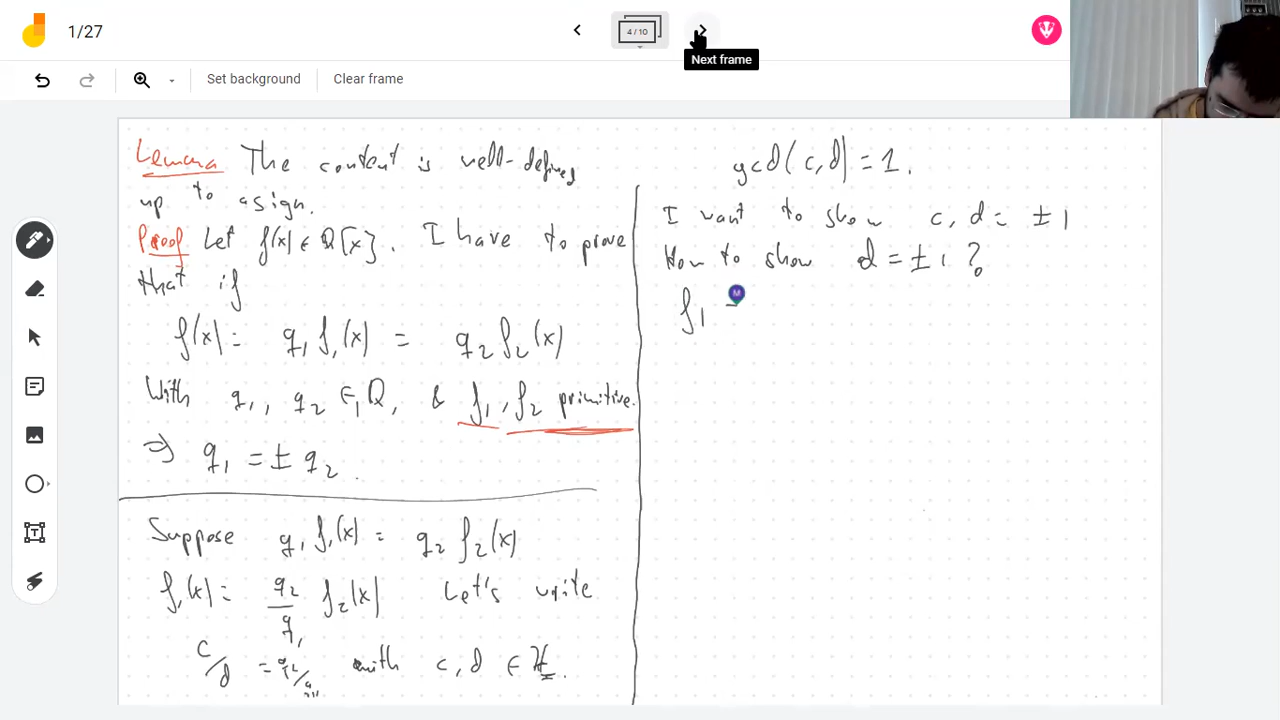 1/27
4 / 10
Next frame
Set background
Clear frame
Lemma The content is well-defined
up to a sign.
Proof Let f(x) ∈ Q[x]. I have to prove
that if
f(x) = q₁ f₁(x) = q₂ f₂(x)
With q₁, q₂ ∈ Q, & f₁, f₂ primitive.
⇒ q₁ = ± q₂.
Suppose q₁ f₁(x) = q₂ f₂(x)
f₁(x) = q₂/q₁ f₂(x) Let's write
c/d = q₂/q₁ with c, d ∈ Z.
gcd(c,d) = 1.
I want to show c, d = ± 1
How to show d = ± 1 ?
f₁ =
M